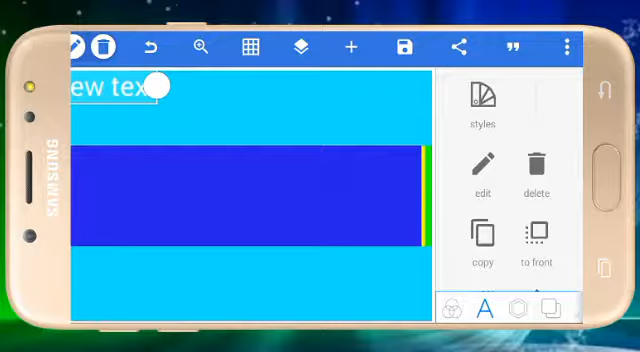 ew tex
styles
edit
delete
copy
to front
SAMSUNG